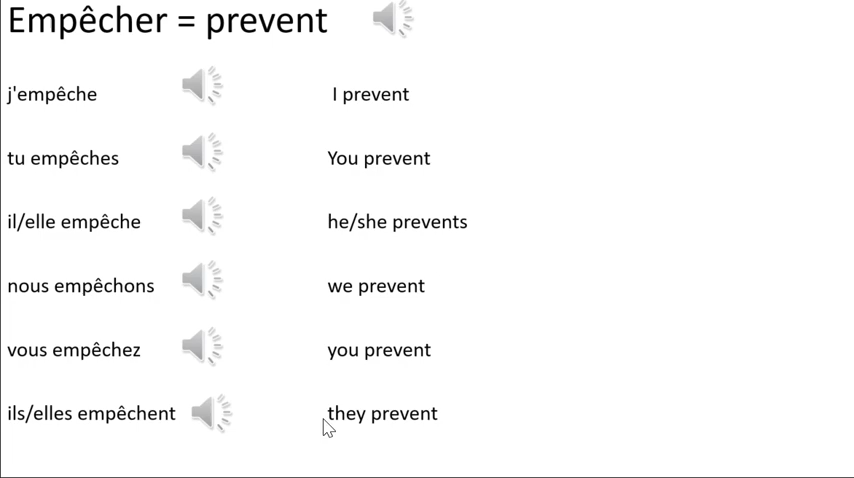 Empêcher = prevent
j'empêche I prevent
tu empêches You prevent
il/elle empêche he/she prevents
nous empêchons we prevent
vous empêchez you prevent
ils/elles empêchent they prevent